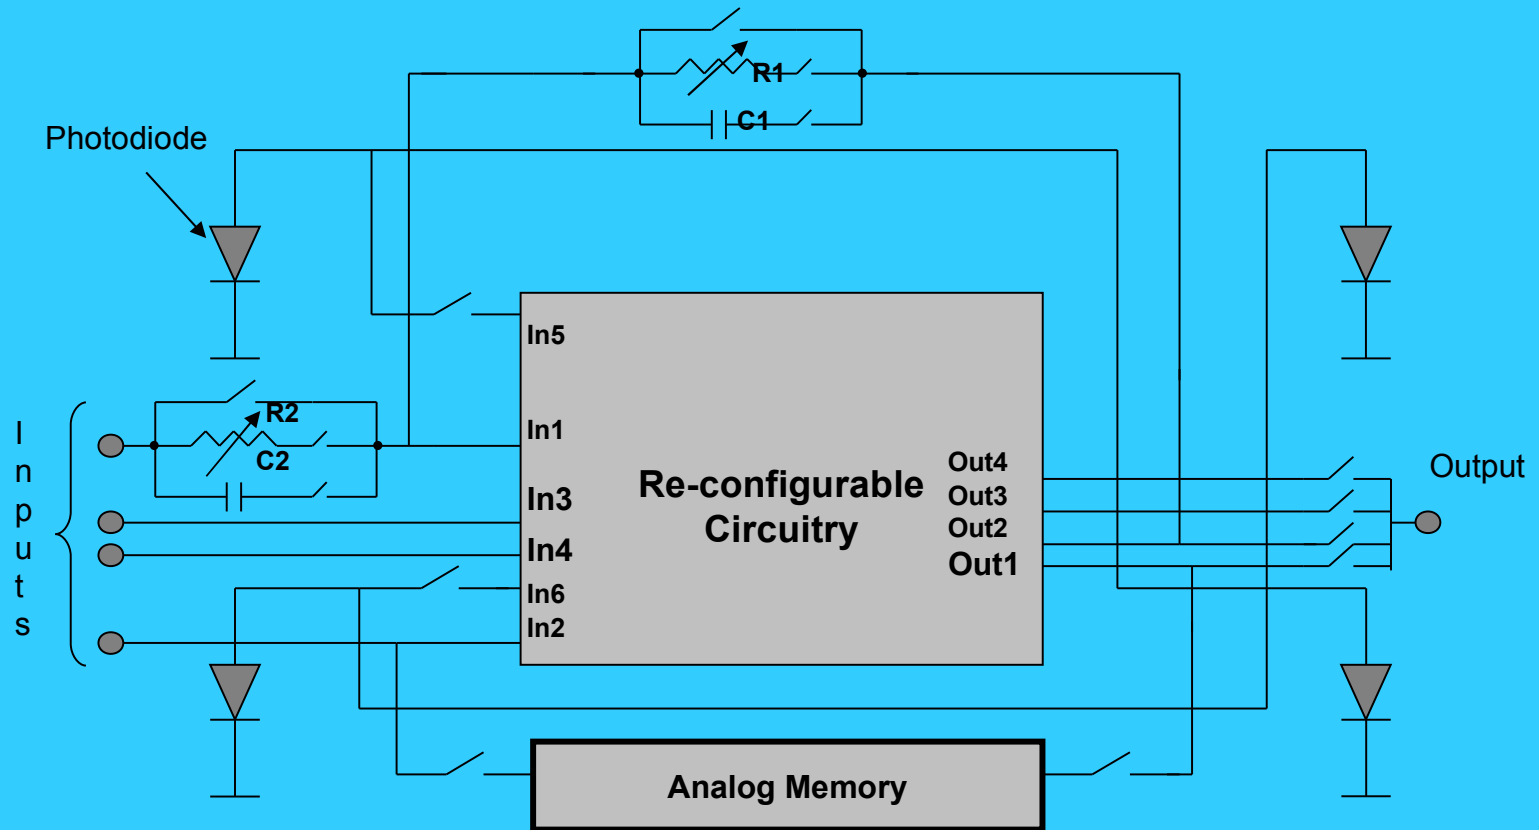 R1
C1
Photodiode
In5
R2
C2
In1
In3
In4
In6
In2
Inputs
Re-configurable
Circuitry
Out4
Out3
Out2
Out1
Output
Analog Memory